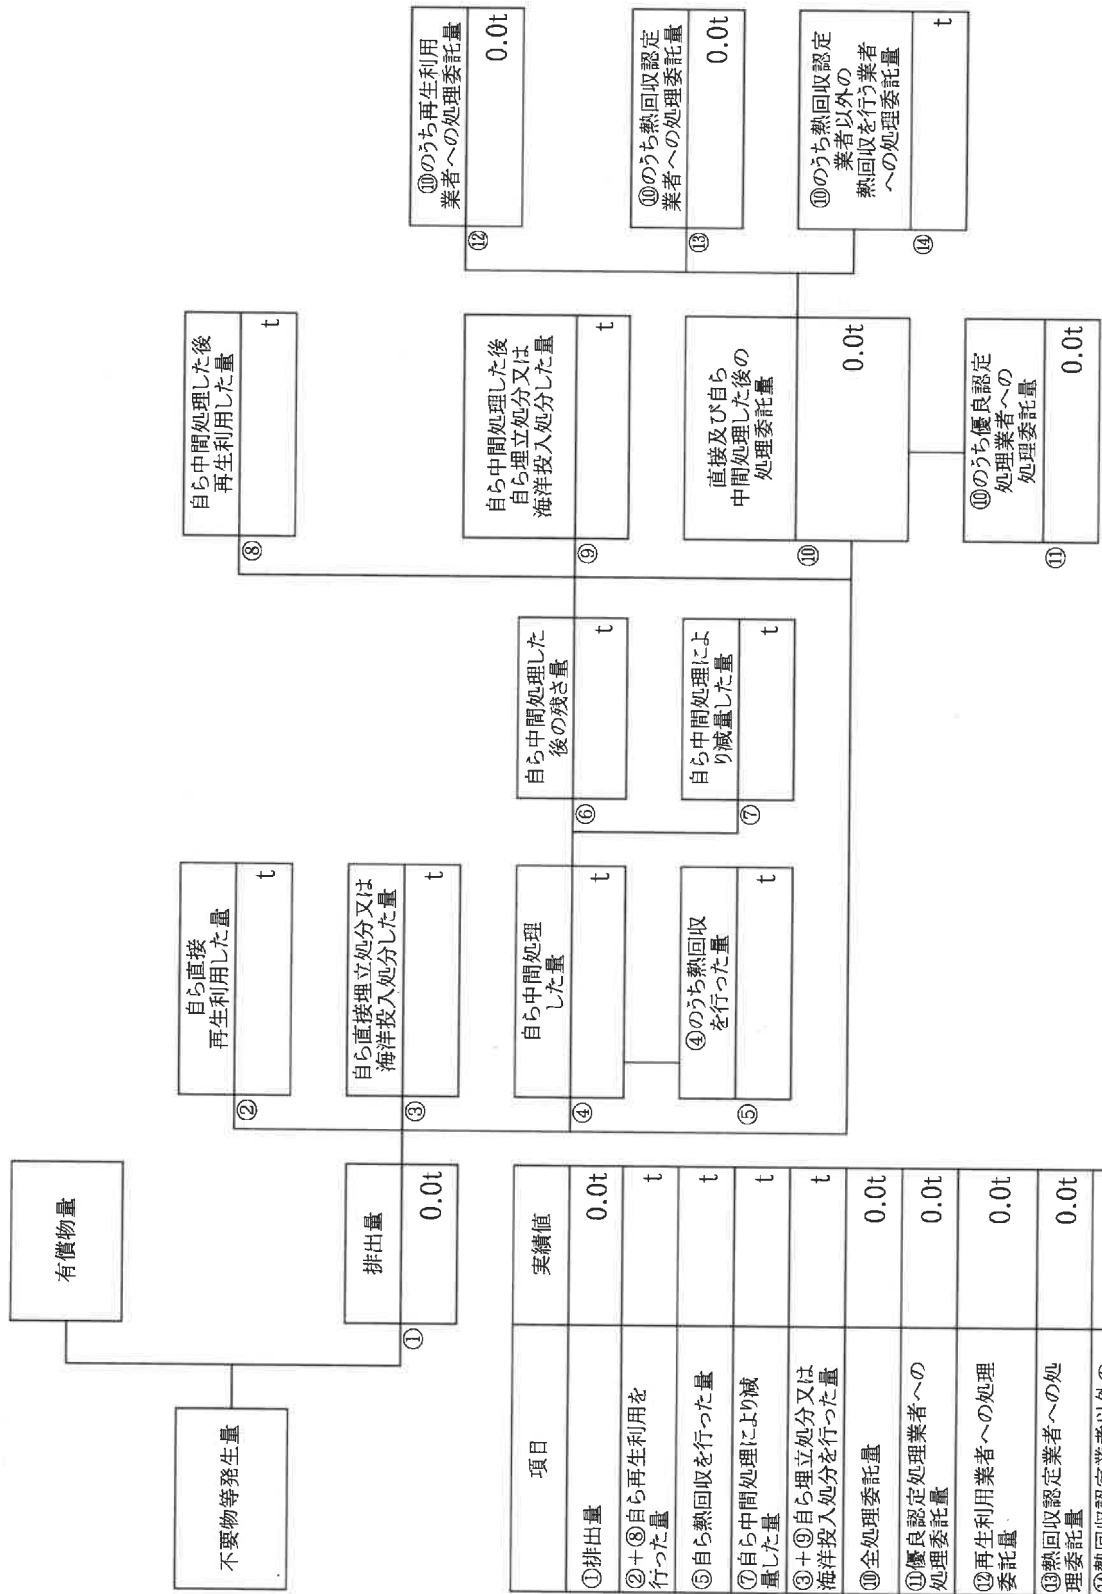 不要物等発生量
有償物量
①
排出量
0.0t
②
自ら直接
再生利用した量
t
③
自ら直接埋立処分又は
海洋投入処分した量
t
④
自ら中間処理
した量
t
⑤
④のうち熱回収
を行った量
t
⑥
自ら中間処理した
後の残さ量
t
⑦
自ら中間処理によ
り減量した量
t
⑧
自ら中間処理した後
再生利用した量
t
⑨
自ら中間処理した後
自ら埋立処分又は
海洋投入処分した量
t
⑩
直接及び自ら
中間処理した後の
処理委託量
0.0t
⑪
⑩のうち優良認定
処理業者への
処理委託量
0.0t
⑫
⑩のうち再生利用
業者への処理委託量
0.0t
⑬
⑩のうち熱回収認定
業者への処理委託量
0.0t
⑭
⑩のうち熱回収認定
業者以外の
熱回収を行う業者
への処理委託量
t
項目 実績値
①排出量 0.0t
②+⑧自ら再生利用を
行った量 t
⑤自ら熱回収を行った量 t
⑦自ら中間処理により減
量した量 t
③+⑨自ら埋立処分又は
海洋投入処分を行った量 t
⑩全処理委託量 0.0t
⑪優良認定処理業者への
処理委託量 0.0t
⑫再生利用業者への処理
委託量 0.0t
⑬熱回収認定業者への処
理委託量 0.0t